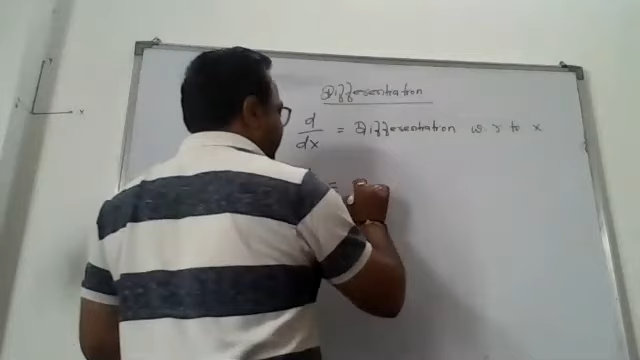 Differentiation
d/dx = Differentiation w. r to x
=